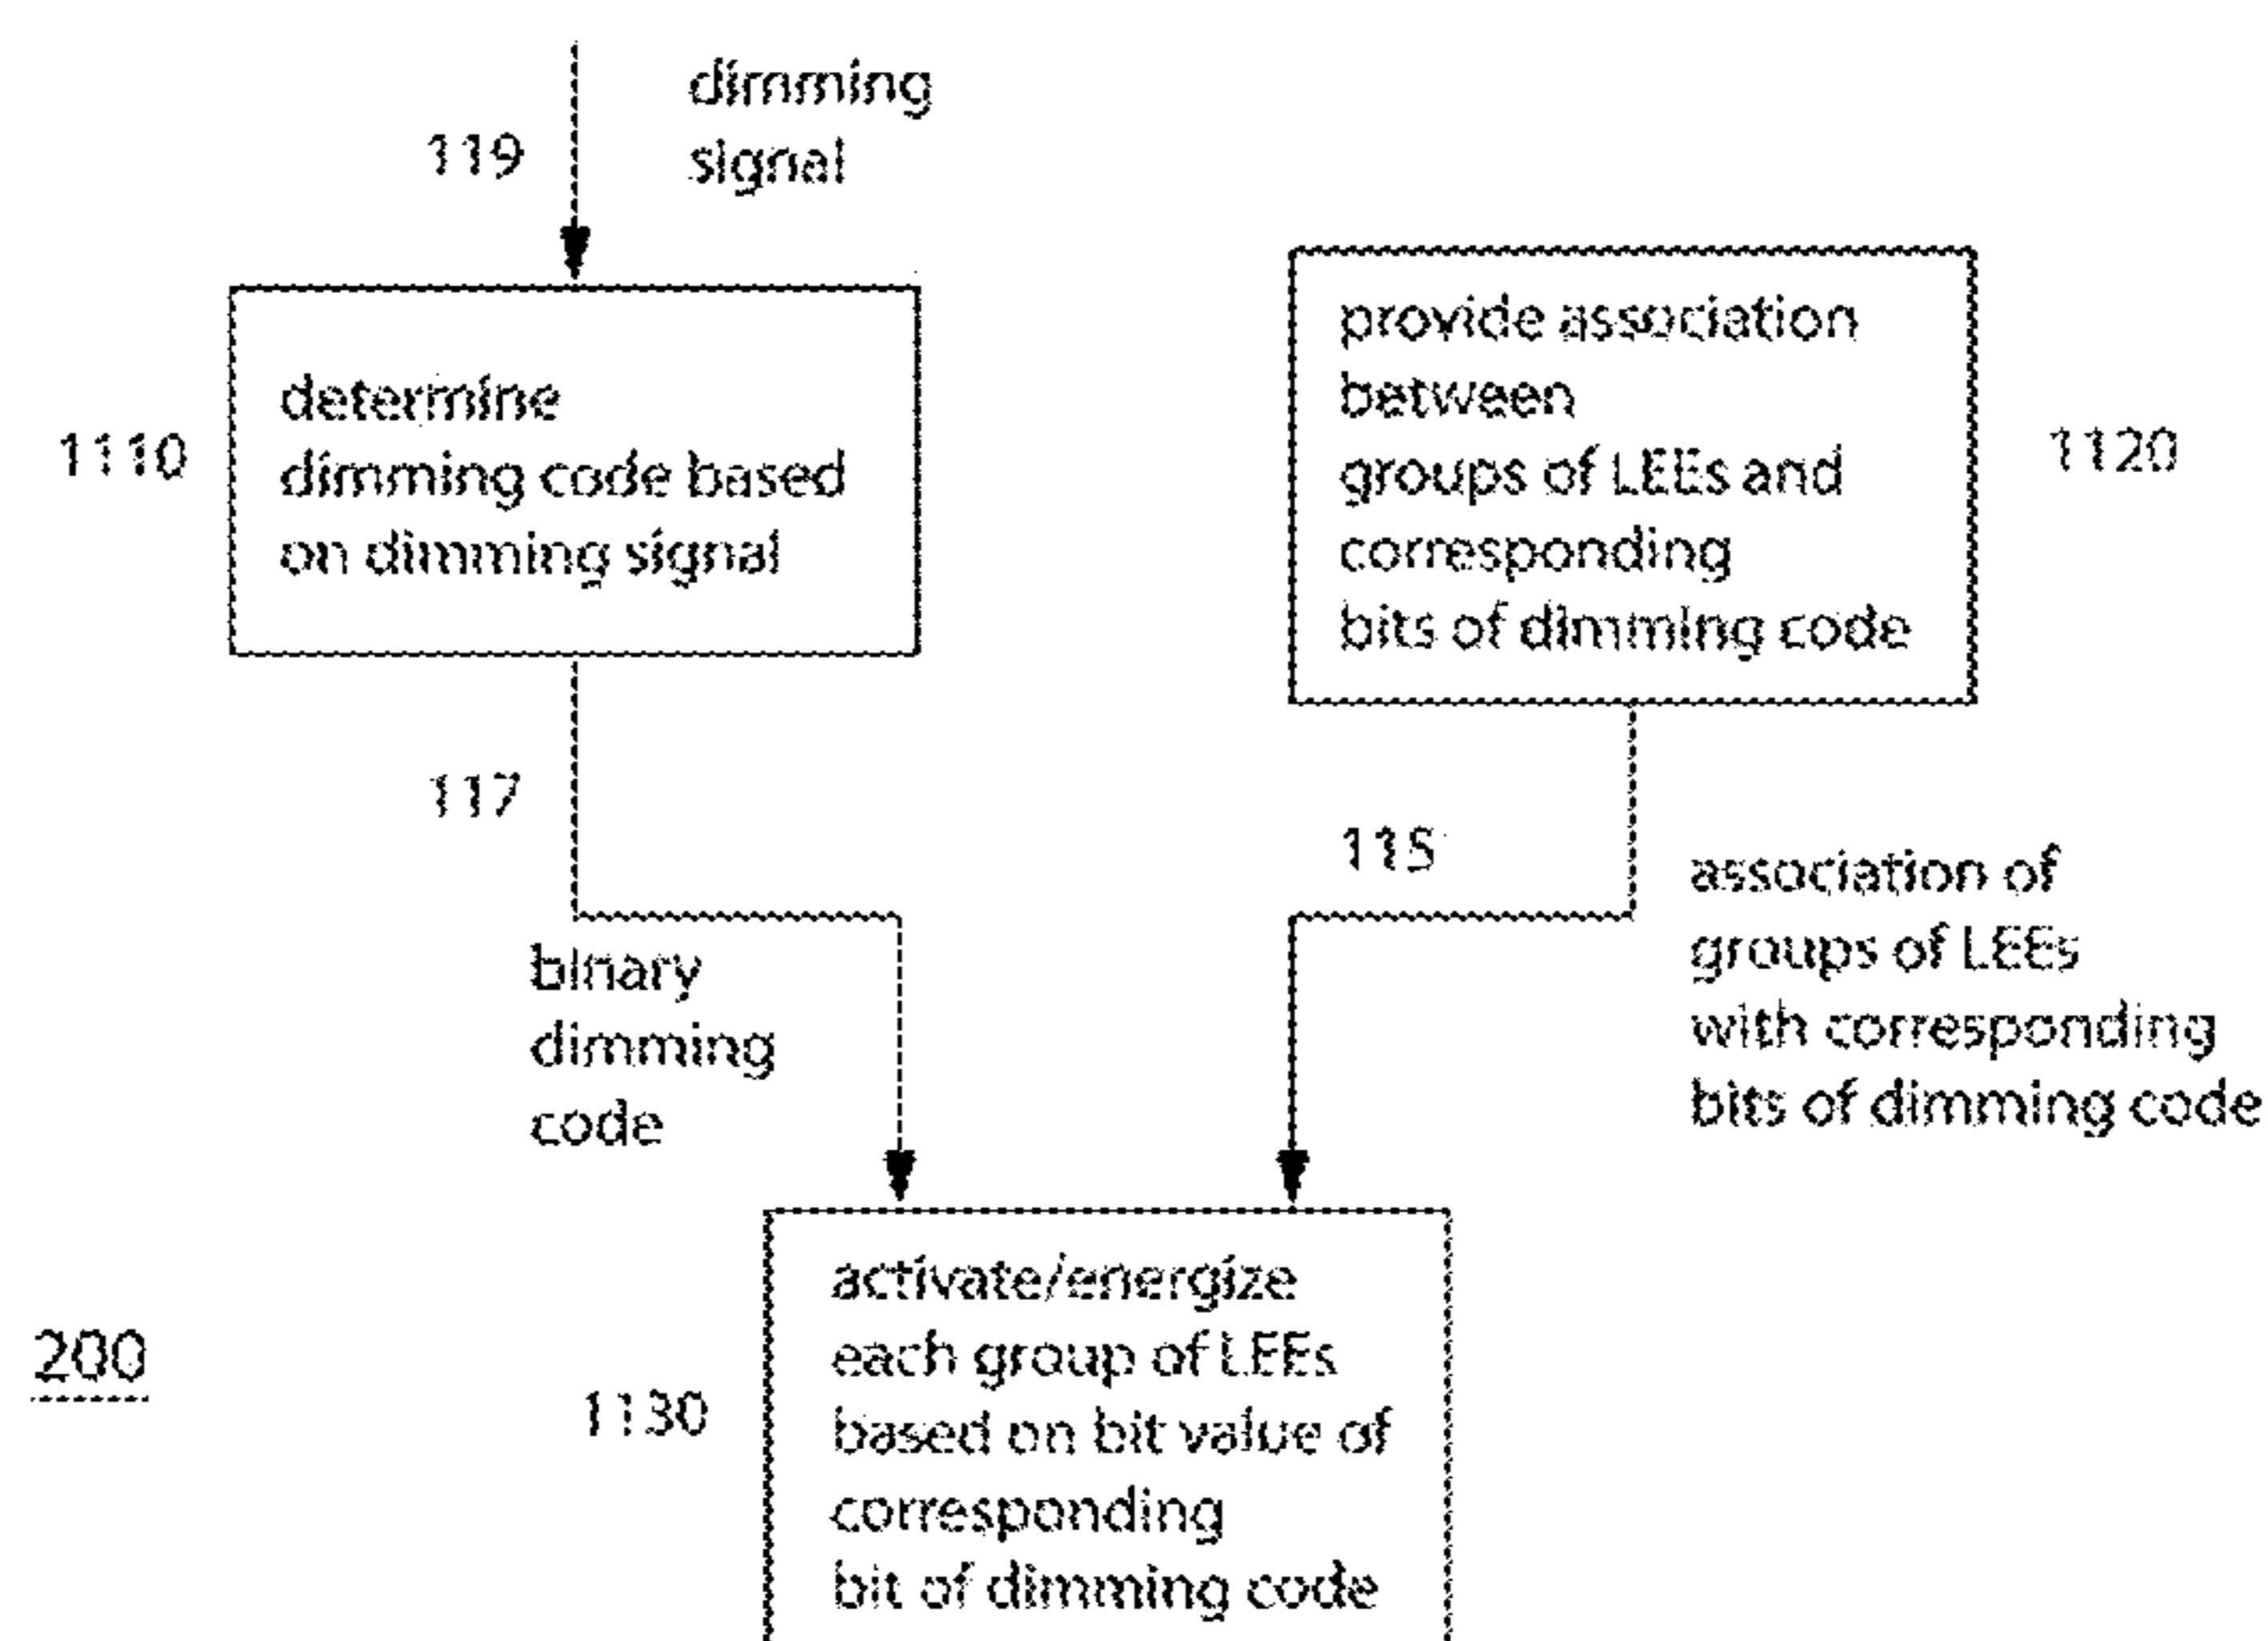 dimming
signal
119
determine
dimming code based
on dimming signal
1110
provide association
between
groups of LEEs and
corresponding
bits of dimming code
1120
117
binary
dimming
code
115
association of
groups of LEEs
with corresponding
bits of dimming code
activate/energize
each group of LEEs
based on bit value of
corresponding
bit of dimming code
1130
200